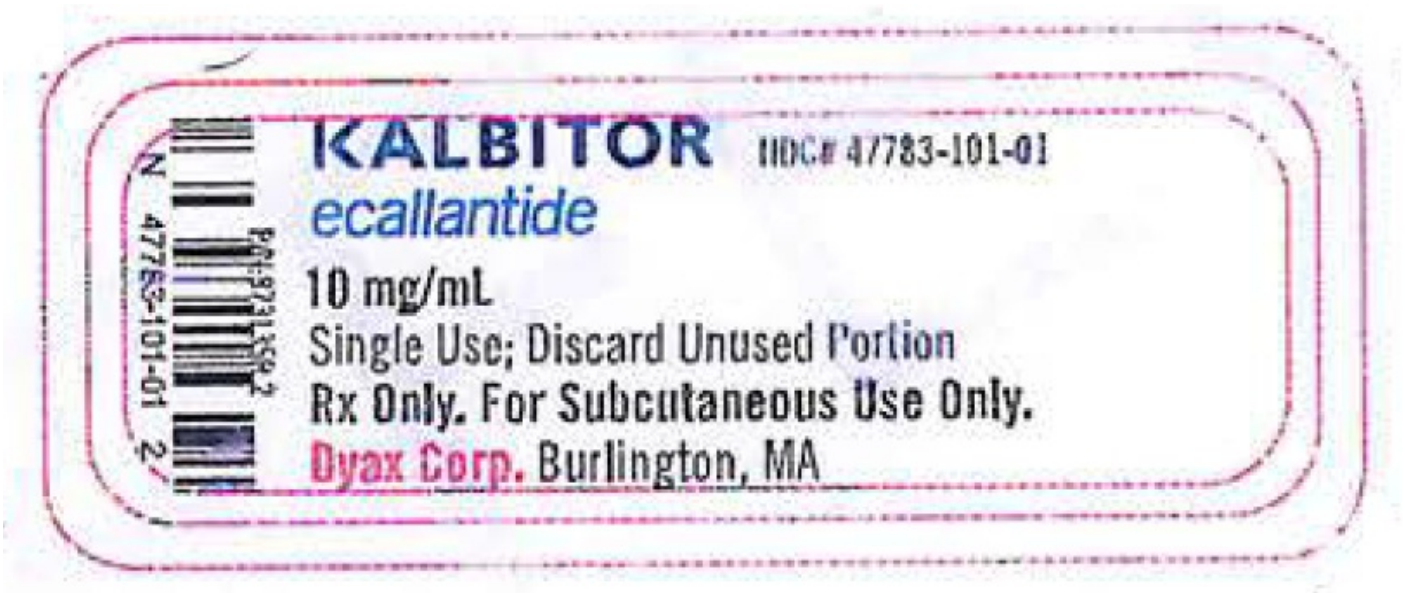 KALBITOR NDC# 47783-101-01
ecallantide
10 mg/mL
Single Use; Discard Unused Portion
Rx Only. For Subcutaneous Use Only.
Dyax Corp. Burlington, MA
N 47783-101-01 2